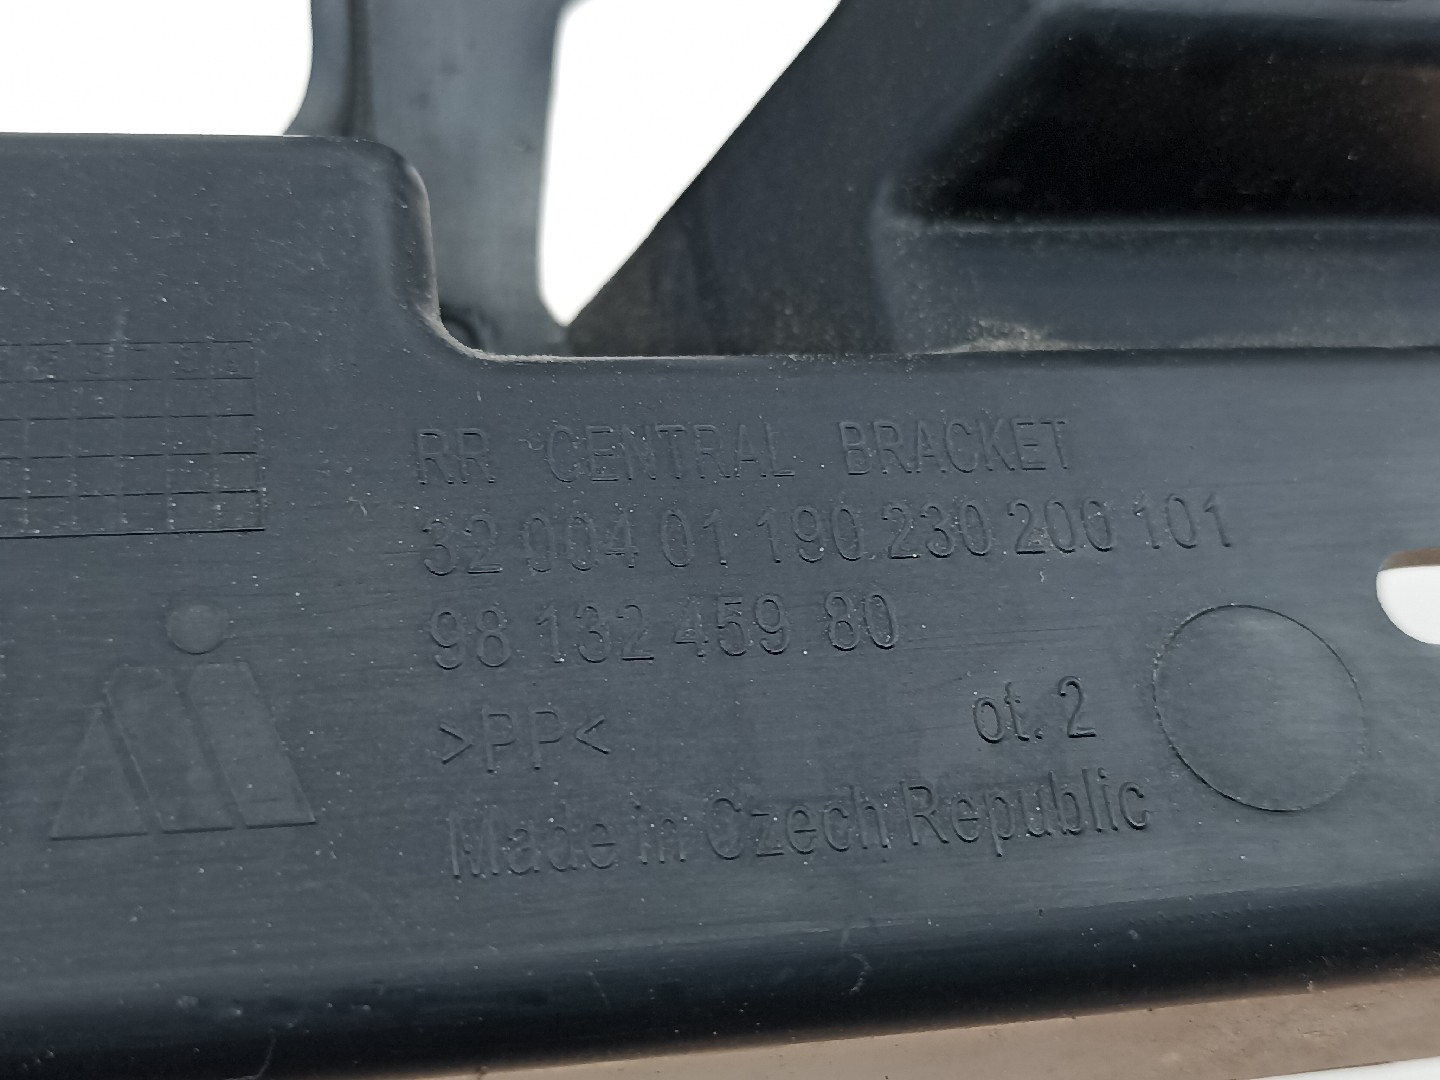 RR CENTRAL BRACKET
32 004 01 190 230 200 101
98 132 459 80
>PP<
ot. 2
Made in Czech Republic